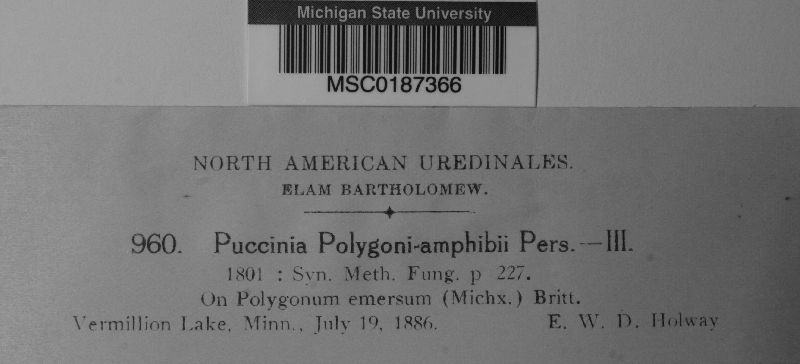 Michigan State University
MSC0187366
NORTH AMERICAN UREDINALES.
ELAM BARTHOLOMEW.
960. Puccinia Polygoni-amphibii Pers.—III.
1801 : Syn. Meth. Fung. p 227.
On Polygonum emersum (Michx.) Britt.
Vermillion Lake, Minn., July 19, 1886. E. W. D. Holway